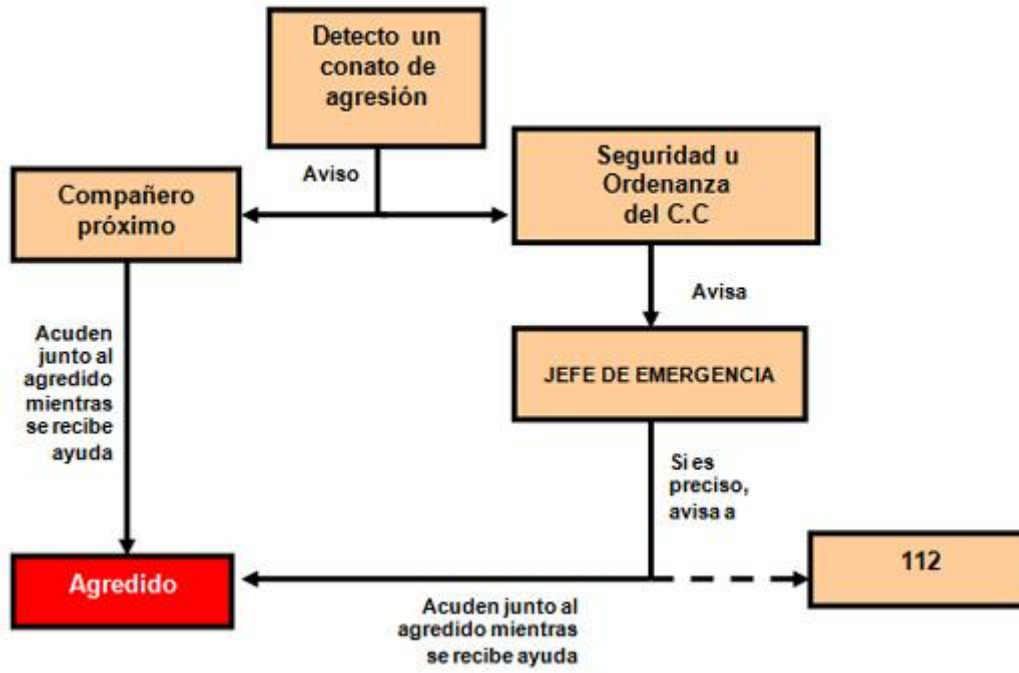 Detecto un
conato de
agresión
Aviso
Seguridad u
Ordenanza
del C.C
Compañero
próximo
Avisa
Acuden
junto al
agredido
mientras
se recibe
ayuda
JEFE DE EMERGENCIA
Si es
preciso,
avisa a
112
Agredido
Acuden junto al
agredido mientras
se recibe ayuda